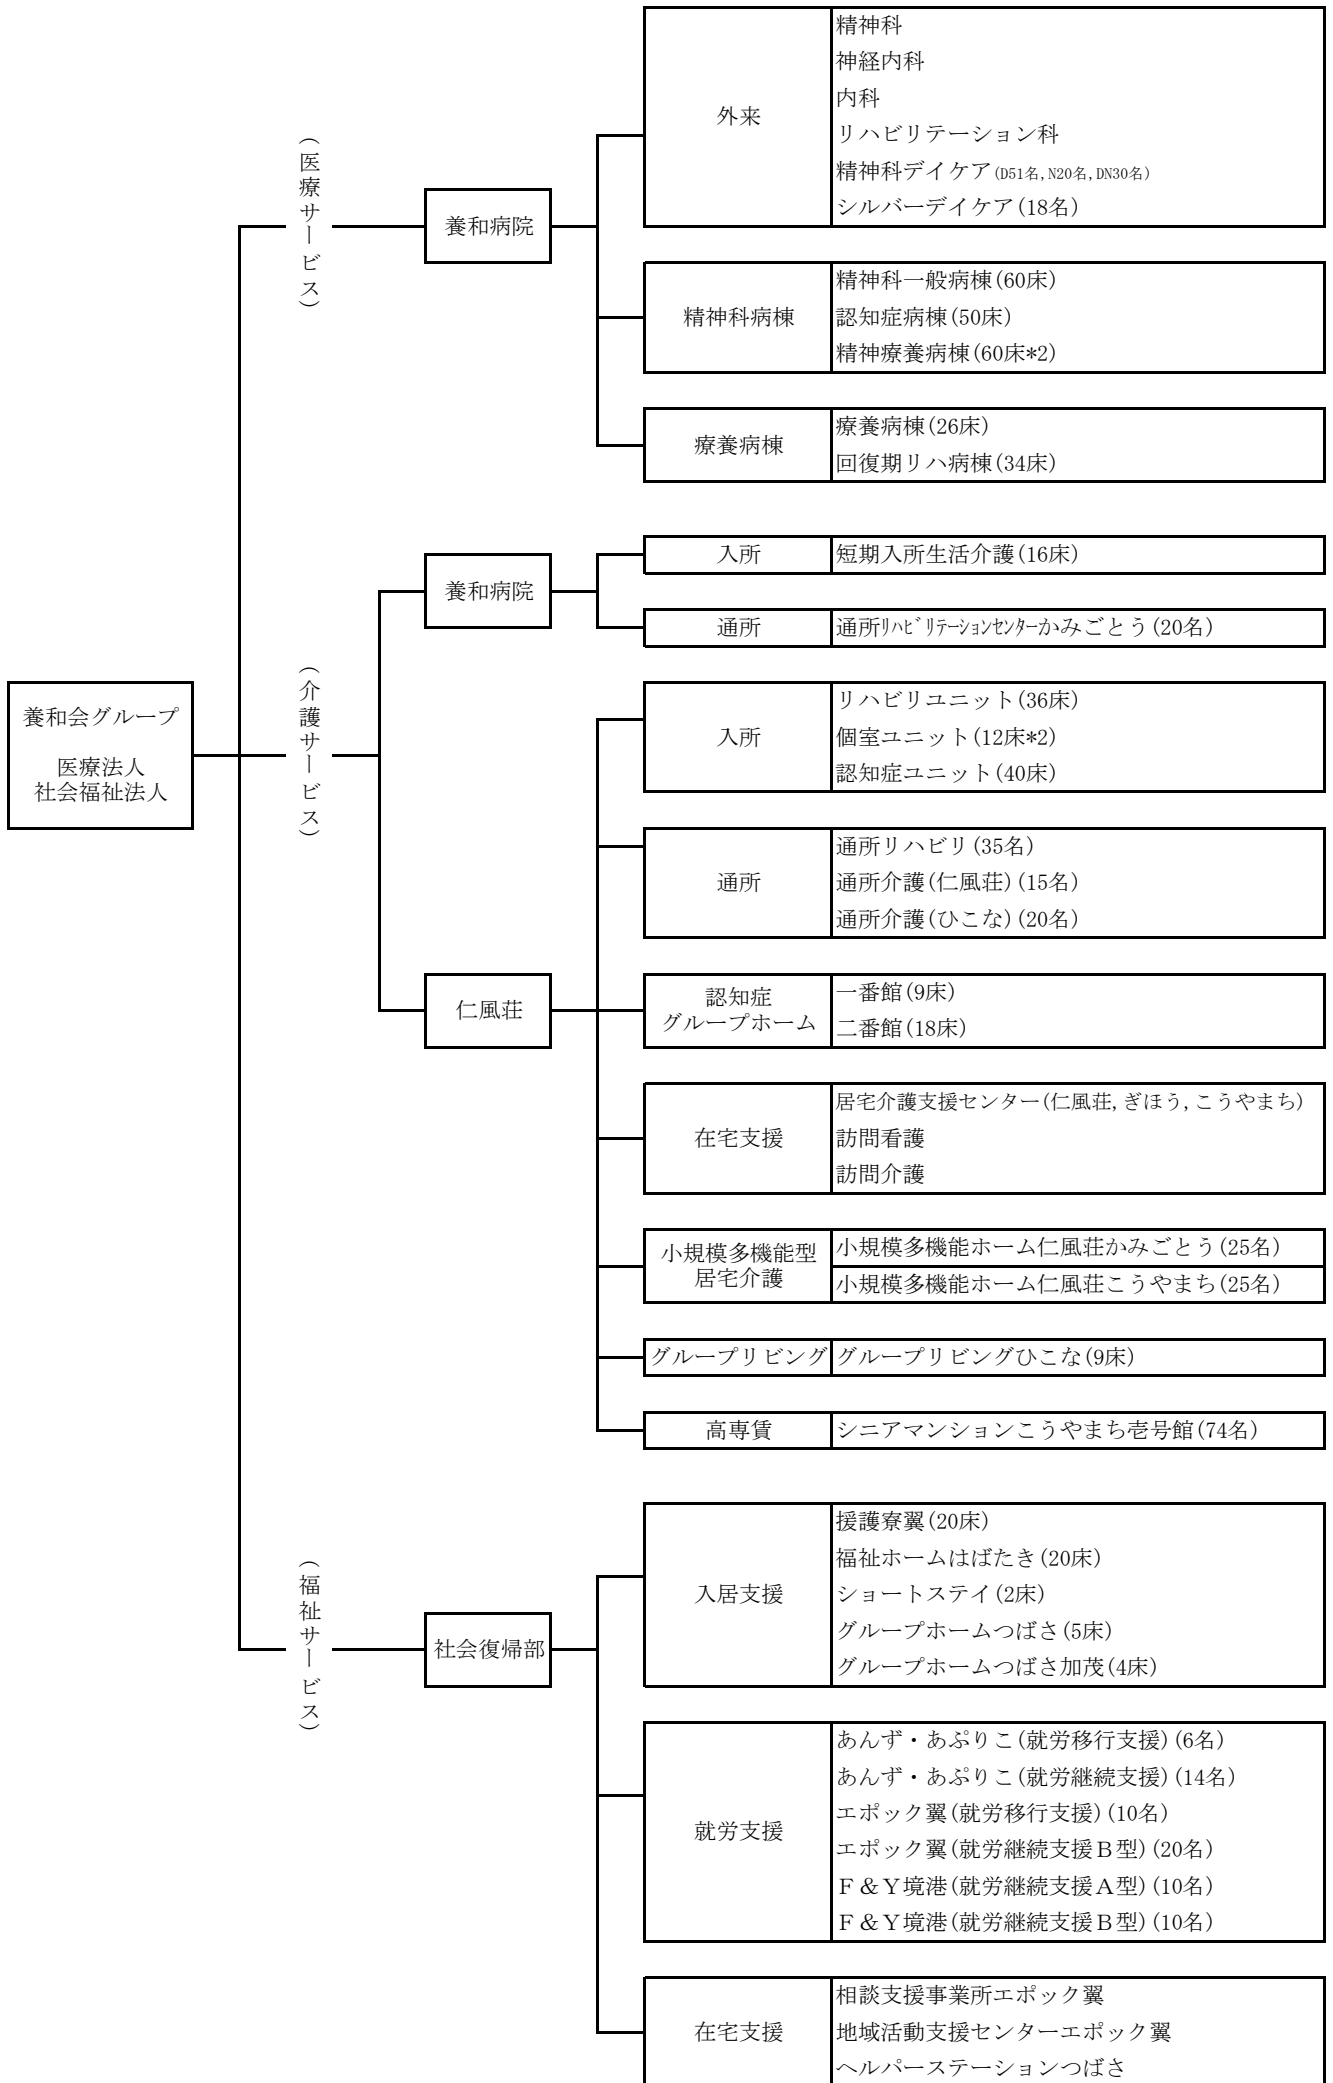 養和会グループ
医療法人
社会福祉法人
(医療サービス)
養和病院
外来
精神科
神経内科
内科
リハビリテーション科
精神科デイケア(D51名,N20名,DN30名)
シルバーデイケア(18名)
精神科病棟
精神科一般病棟(60床)
認知症病棟(50床)
精神療養病棟(60床*2)
療養病棟
療養病棟(26床)
回復期リハ病棟(34床)
(介護サービス)
養和病院
入所
短期入所生活介護(16床)
通所
通所ﾘﾊﾋﾞﾘﾃｰｼｮﾝｾﾝﾀｰかみごとう(20名)
仁風荘
入所
リハビリユニット(36床)
個室ユニット(12床*2)
認知症ユニット(40床)
通所
通所リハビリ(35名)
通所介護(仁風荘)(15名)
通所介護(ひこな)(20名)
認知症
グループホーム
一番館(9床)
二番館(18床)
在宅支援
居宅介護支援センター(仁風荘,ぎほう,こうやまち)
訪問看護
訪問介護
小規模多機能型
居宅介護
小規模多機能ホーム仁風荘かみごとう(25名)
小規模多機能ホーム仁風荘こうやまち(25名)
グループリビング
グループリビングひこな(9床)
高専賃
シニアマンションこうやまち壱号館(74名)
(福祉サービス)
社会復帰部
入居支援
援護寮翼(20床)
福祉ホームはばたき(20床)
ショートステイ(2床)
グループホームつばさ(5床)
グループホームつばさ加茂(4床)
就労支援
あんず・あぷりこ(就労移行支援)(6名)
あんず・あぷりこ(就労継続支援)(14名)
エポック翼(就労移行支援)(10名)
エポック翼(就労継続支援Ｂ型)(20名)
Ｆ＆Ｙ境港(就労継続支援Ａ型)(10名)
Ｆ＆Ｙ境港(就労継続支援Ｂ型)(10名)
在宅支援
相談支援事業所エポック翼
地域活動支援センターエポック翼
ヘルパーステーションつばさ